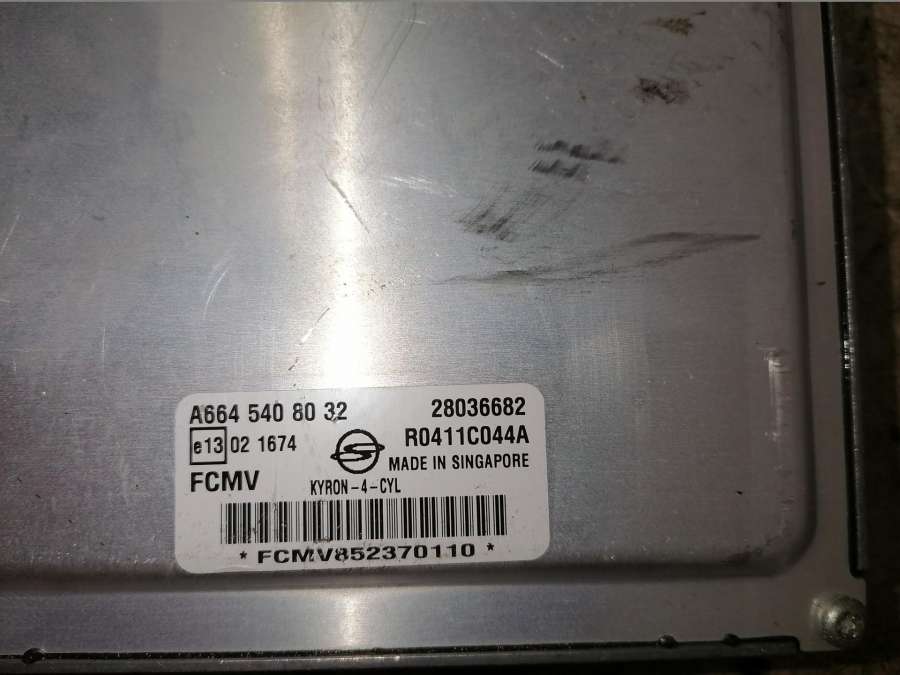 A664 540 80 32 28036682
e13 02 1674 R0411C044A
MADE IN SINGAPORE
FCMV KYRON-4-CYL
* FCMV852370110 *